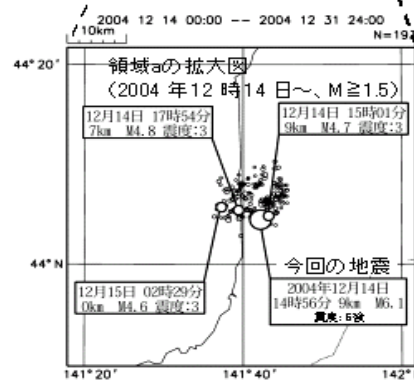 2004 12 14 00:00 -- 2004 12 31 24:00
10km
N=197
44°20'
領域aの拡大図
(2004 年12 時14 日～、M≧1.5)
12月14日 17時54分
7km M4.8 震度:3
12月14日 15時01分
9km M4.7 震度:3
44°N
今回の地震
12月15日 02時29分
0km M4.6 震度:3
2004年12月14日
14時56分 9km M6.1
震度:5強
141°20'
141°40'
142°